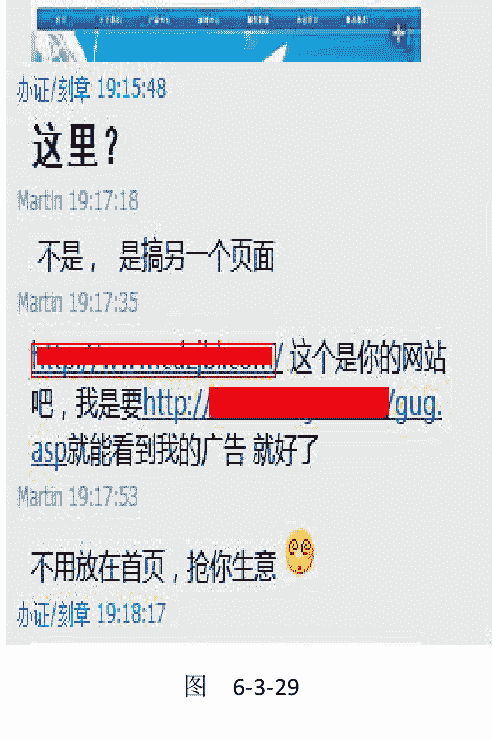 办证/刻章 19:15:48
这里？
Martin 19:17:18
不是， 是搞另一个页面
Martin 19:17:35
这个是你的网站
吧，我是要http:// /gug.
asp就能看到我的广告 就好了
Martin 19:17:53
不用放在首页，抢你生意
办证/刻章 19:18:17
图 6-3-29